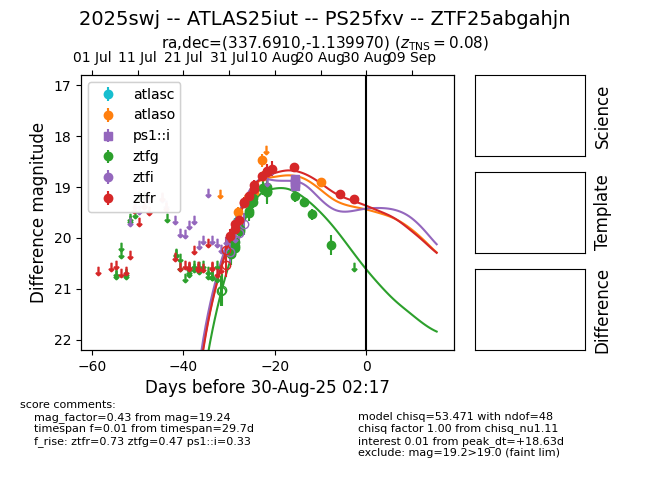 2025swj -- ATLAS25iut -- PS25fxv -- ZTF25abgahjn
ra,dec=(337.6910,-1.139970) (zTNS = 0.08)
01 Jul 11 Jul 21 Jul 31 Jul 10 Aug 20 Aug 30 Aug 09 Sep
17
18
19
20
21
22
Difference magnitude
atlasc
atlaso
ps1::i
ztfg
ztfi
ztfr
−60 −40 −20 0
Days before 30-Aug-25 02:17
Science
Template
Difference
score comments:
mag_factor=0.43 from mag=19.24
timespan f=0.01 from timespan=29.7d
f_rise: ztfr=0.73 ztfg=0.47 ps1::i=0.33
model chisq=53.471 with ndof=48
chisq factor 1.00 from chisq_nu1.11
interest 0.01 from peak_dt=+18.63d
exclude: mag=19.2>19.0 (faint lim)